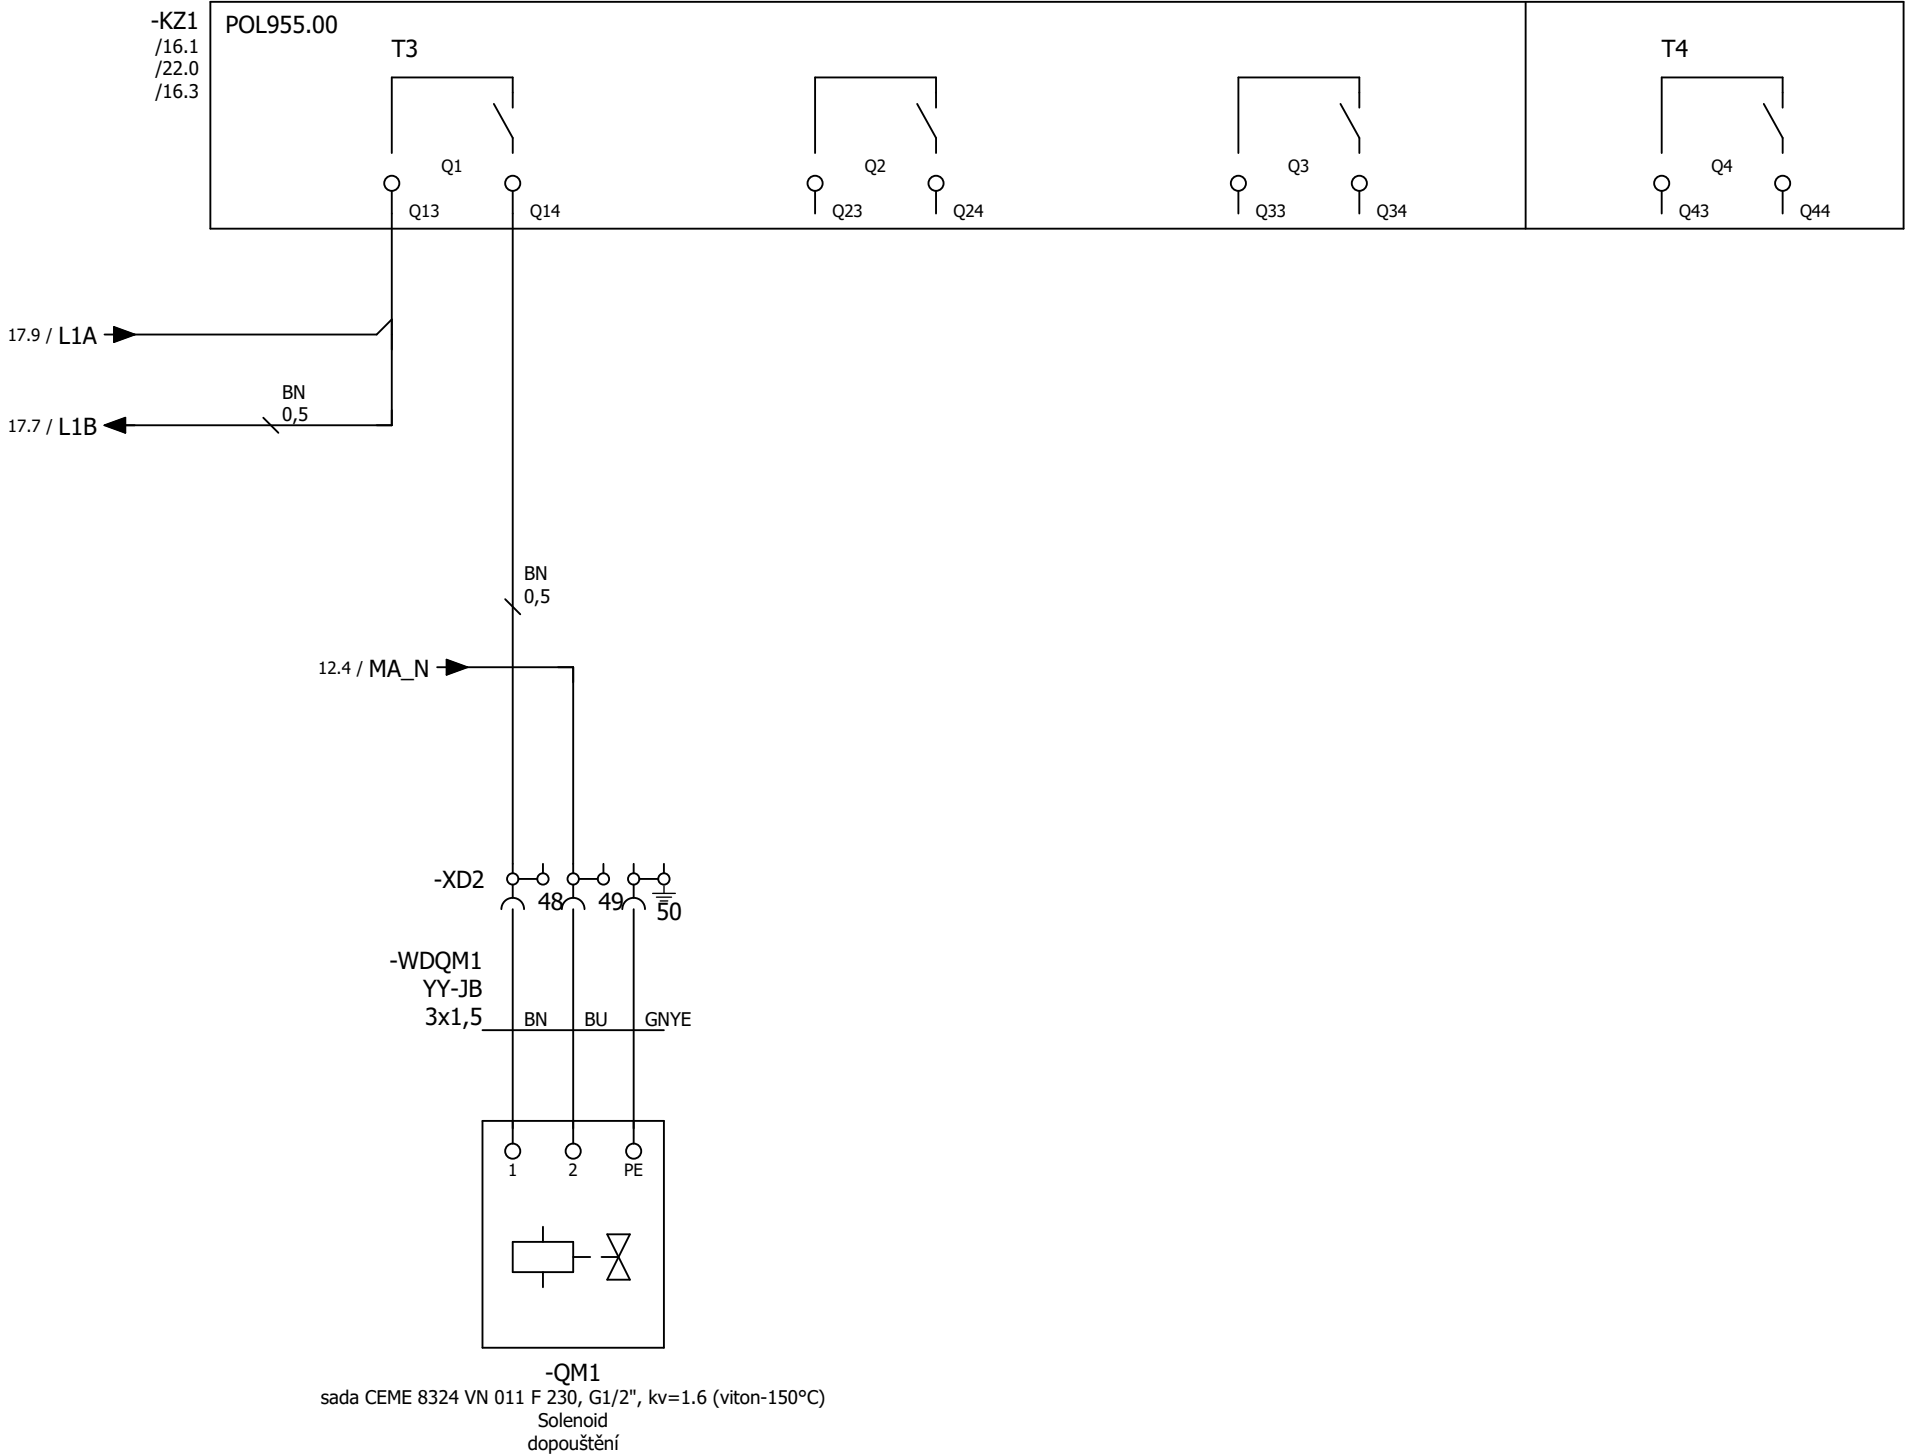 -KZ1
/16.1
/22.0
/16.3
POL955.00
T3
T4
Q1
Q2
Q3
Q4
Q13
Q14
Q23
Q24
Q33
Q34
Q43
Q44
17.9 / L1A
BN
0,5
17.7 / L1B
BN
0,5
12.4 / MA_N
-XD2
48
49
50
-WDQM1
YY-JB
3x1,5
BN
BU
GNYE
1
2
PE
-QM1
sada CEME 8324 VN 011 F 230, G1/2", kv=1.6 (viton-150°C)
Solenoid
dopouštění